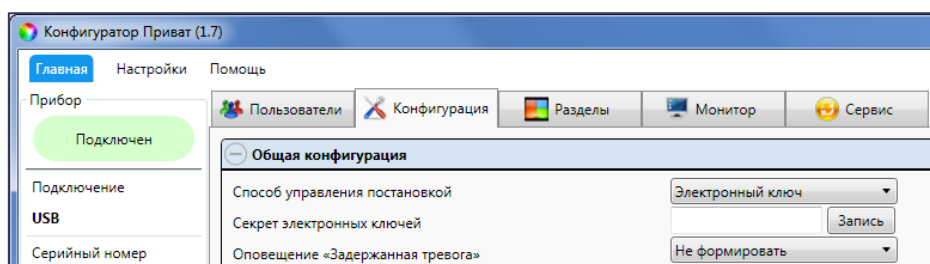 Конфигуратор Приват (1.7)
Главная Настройки Помощь
Прибор
Пользователи Конфигурация Разделы Монитор Сервис
Подключен
Общая конфигурация
Подключение
Способ управления постановкой Электронный ключ
USB
Секрет электронных ключей Запись
Серийный номер
Оповещение «Задержанная тревога» Не формировать